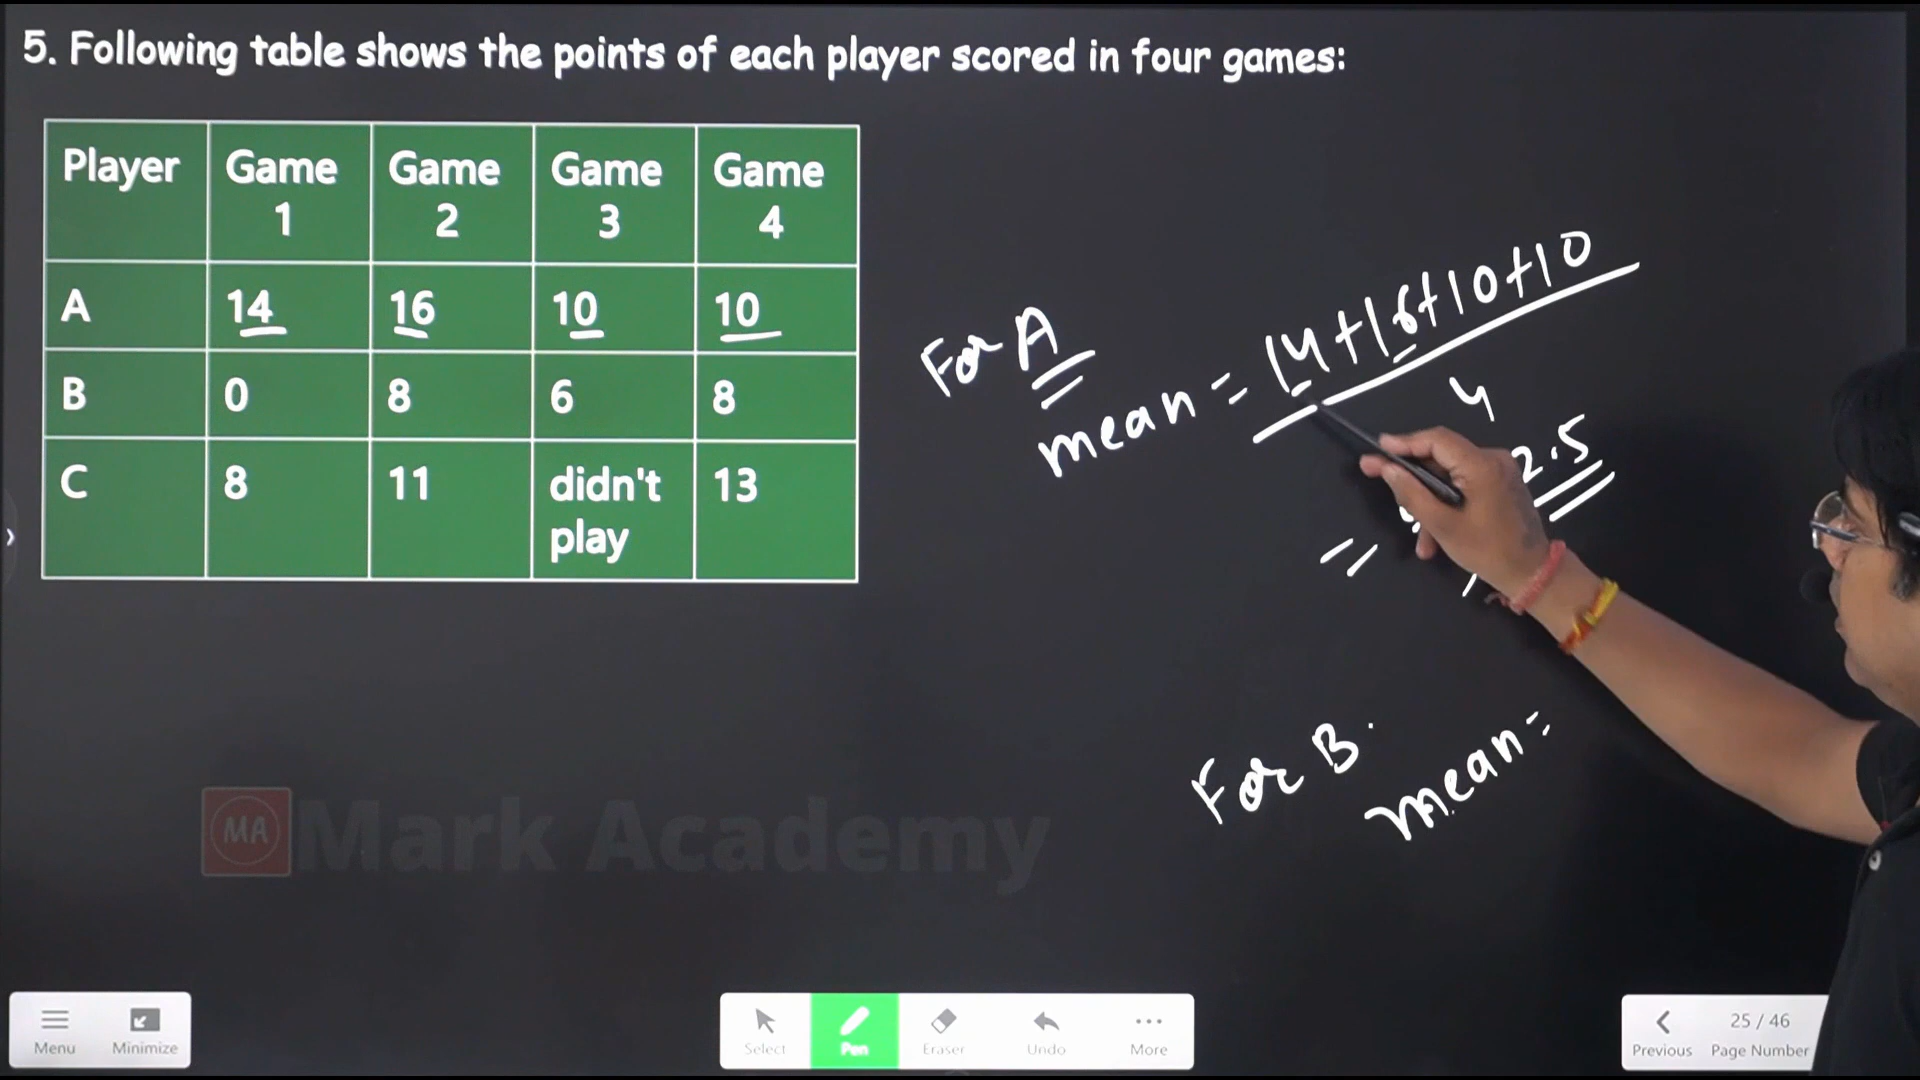 5. Following table shows the points of each player scored in four games:
Player Game 1 Game 2 Game 3 Game 4
A 14 16 10 10
B 0 8 6 8
C 8 11 didn't play 13
For A
mean = 14+16+10+10
4
=
2.5
For B.
mean =
MA Mark Academy
Menu
Minimize
Select
Pen
Eraser
Undo
More
Previous
25 / 46
Page Number